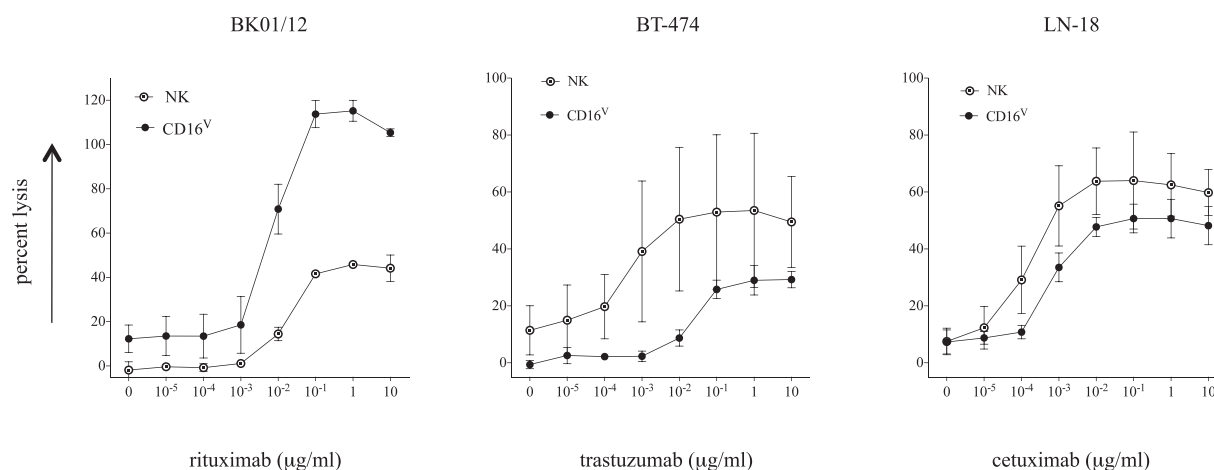 BK01/12
BT-474
LN-18
percent lysis
120
100
80
60
40
20
0
NK
CD16ⱽ
0 10⁻⁵ 10⁻⁴ 10⁻³ 10⁻² 10⁻¹ 1 10
rituximab (µg/ml)
100
80
60
40
20
0
NK
CD16ⱽ
0 10⁻⁵ 10⁻⁴ 10⁻³ 10⁻² 10⁻¹ 1 10
trastuzumab (µg/ml)
100
80
60
40
20
0
NK
CD16ⱽ
0 10⁻⁵ 10⁻⁴ 10⁻³ 10⁻² 10⁻¹ 1 10
cetuximab (µg/ml)